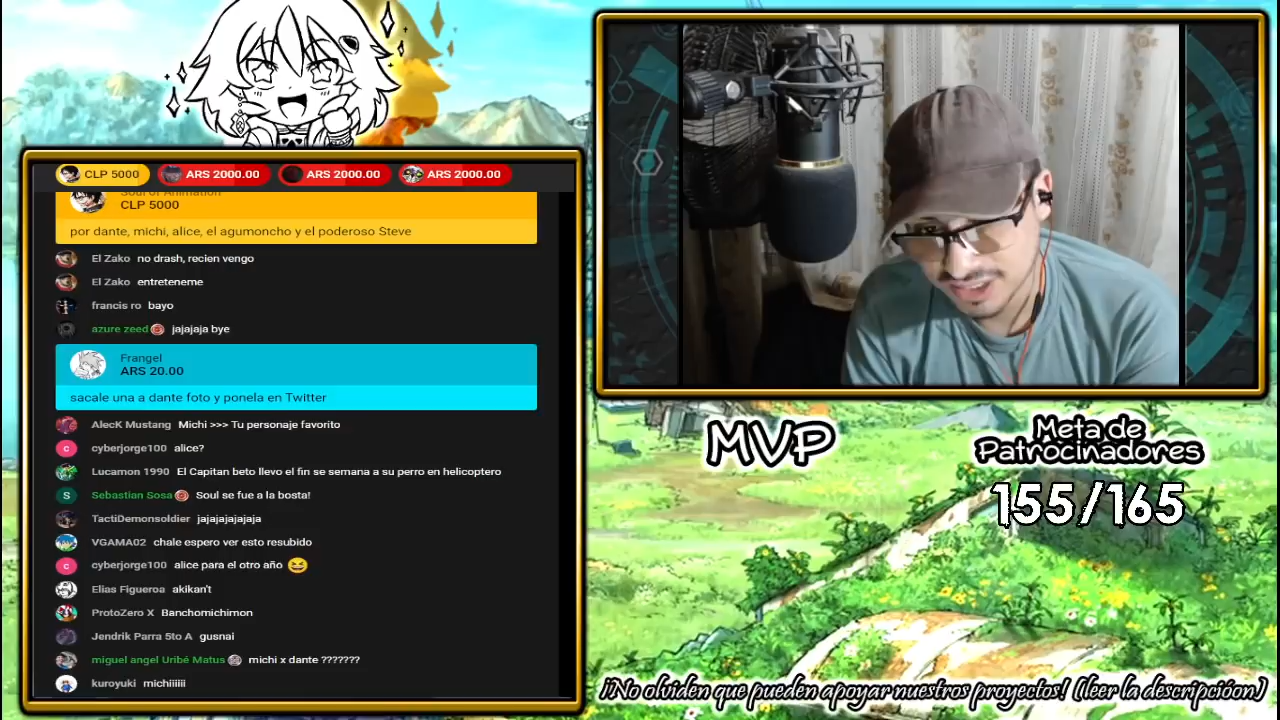 CLP 5000
ARS 2000.00
ARS 2000.00
ARS 2000.00
Soul of Animation
CLP 5000
por dante, michi, alice, el agumoncho y el poderoso Steve
El Zako no drash, recien vengo
El Zako entreteneme
francis ro bayo
azure zeed jajajaja bye
Frangel
ARS 20.00
sacale una a dante foto y ponela en Twitter
AlecK Mustang Michi >>> Tu personaje favorito
c cyberjorge100 alice?
Lucamon 1990 El Capitan beto llevo el fin se semana a su perro en helicoptero
S Sebastian Sosa Soul se fue a la bosta!
TactiDemonsoldier jajajajajajaja
VGAMA02 chale espero ver esto resubido
c cyberjorge100 alice para el otro año
Elias Figueroa akikan't
ProtoZero X Banchomichimon
Jendrik Parra 5to A gusnai
miguel angel Uribé Matus michi x dante ???????
kuroyuki michiiiiii
MVP
Meta de
Patrocinadores
155/165
¡No olviden que pueden apoyar nuestros proyectos! (leer la descripcióon)